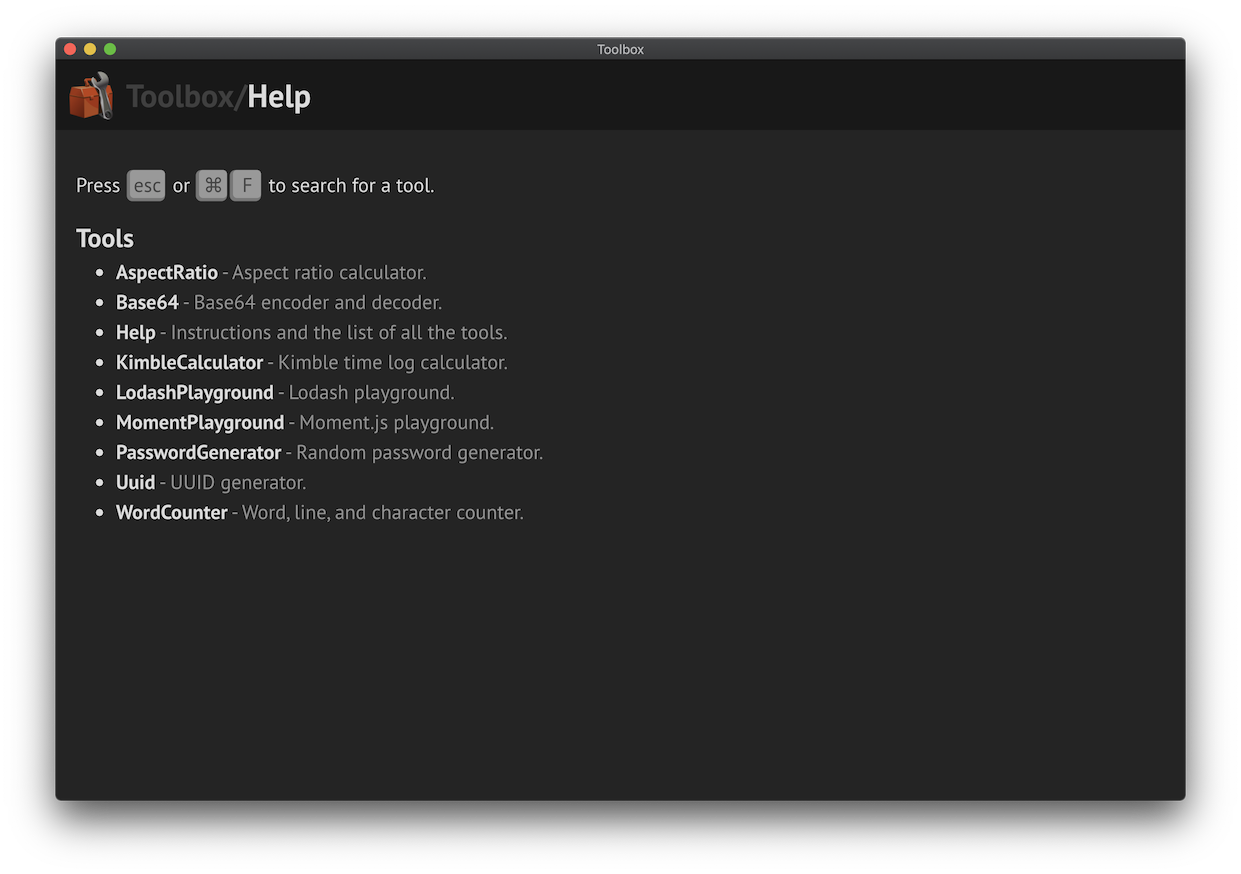 Toolbox
Toolbox/Help
Press esc or ⌘ F to search for a tool.
Tools
• AspectRatio - Aspect ratio calculator.
• Base64 - Base64 encoder and decoder.
• Help - Instructions and the list of all the tools.
• KimbleCalculator - Kimble time log calculator.
• LodashPlayground - Lodash playground.
• MomentPlayground - Moment.js playground.
• PasswordGenerator - Random password generator.
• Uuid - UUID generator.
• WordCounter - Word, line, and character counter.